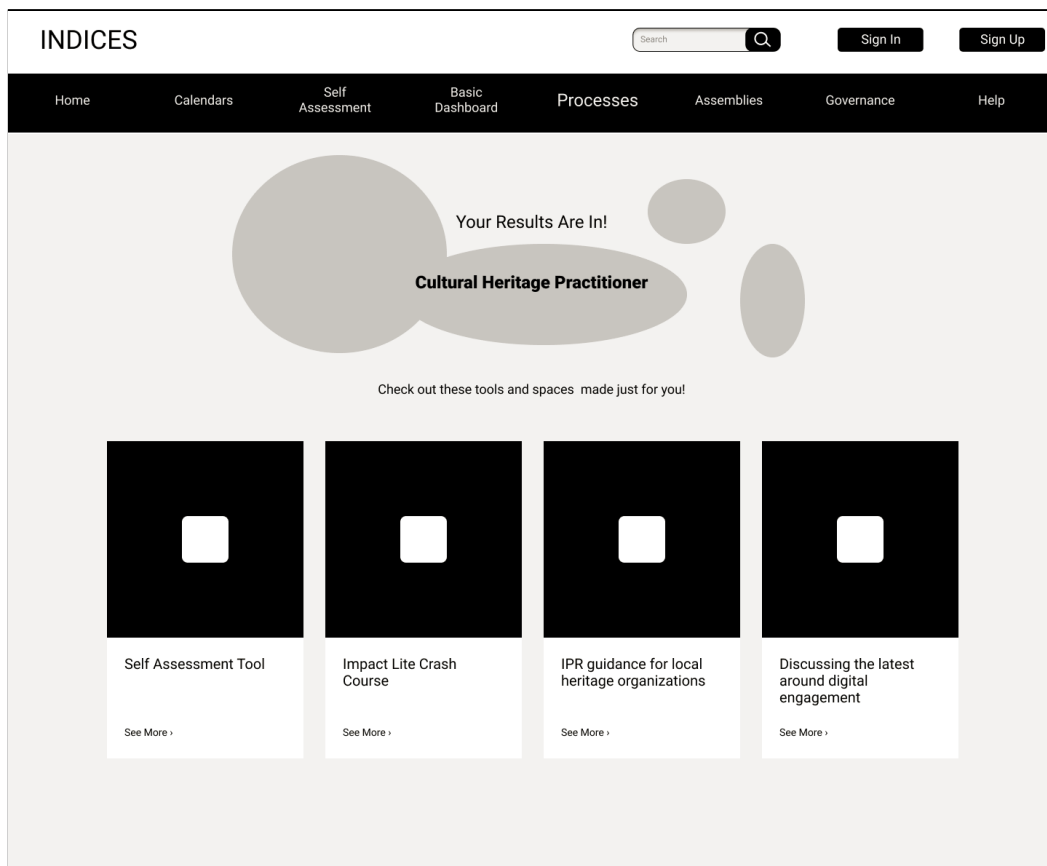 INDICES
Search
Sign In
Sign Up
Home
Calendars
Self
Assessment
Basic
Dashboard
Processes
Assemblies
Governance
Help
Your Results Are In!
Cultural Heritage Practitioner
Check out these tools and spaces  made just for you!
Self Assessment Tool
See More ›
Impact Lite Crash
Course
See More ›
IPR guidance for local
heritage organizations
See More ›
Discussing the latest
around digital
engagement
See More ›